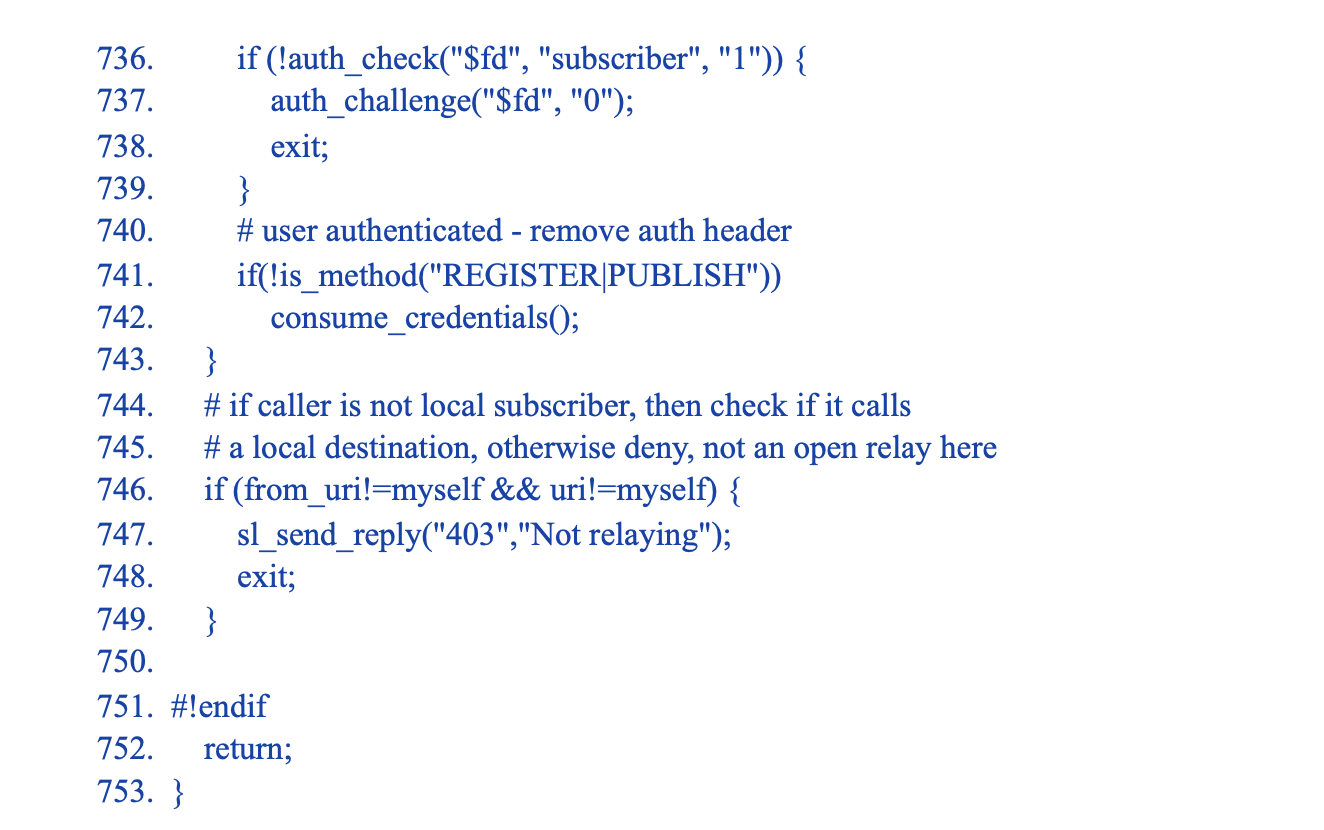 736. if (!auth_check("$fd", "subscriber", "1")) {
737. auth_challenge("$fd", "0");
738. exit;
739. }
740. # user authenticated - remove auth header
741. if(!is_method("REGISTER|PUBLISH"))
742. consume_credentials();
743. }
744. # if caller is not local subscriber, then check if it calls
745. # a local destination, otherwise deny, not an open relay here
746. if (from_uri!=myself && uri!=myself) {
747. sl_send_reply("403","Not relaying");
748. exit;
749. }
750.
751. #!endif
752. return;
753. }